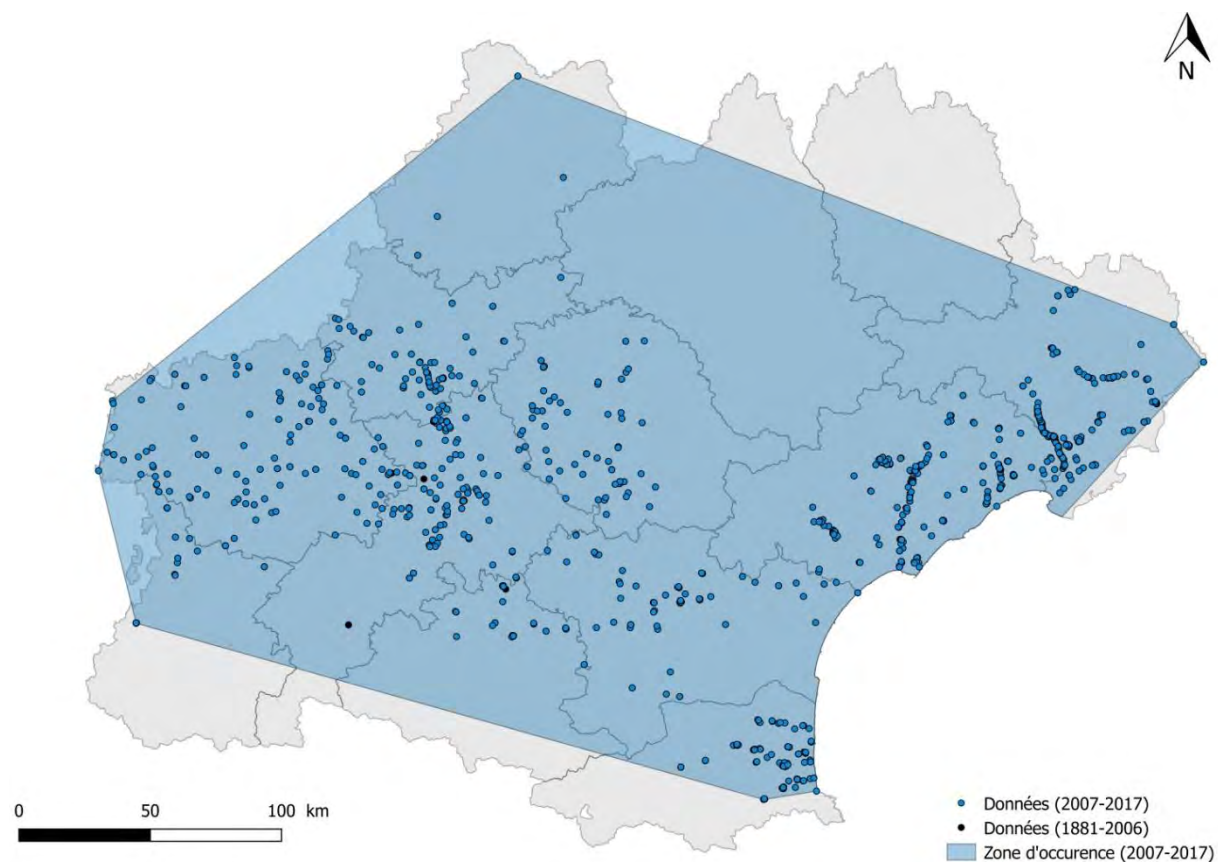 N
0 50 100 km
Données (2007-2017)
Données (1881-2006)
Zone d'occurence (2007-2017)